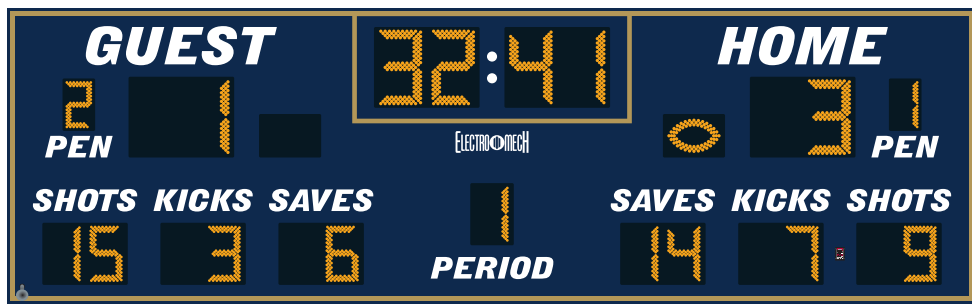 GUEST
32:41
HOME
2
1
3
1
PEN
ELECTRO-MECH
PEN
SHOTS KICKS SAVES
1
SAVES KICKS SHOTS
15 3 6
14 7 9
PERIOD